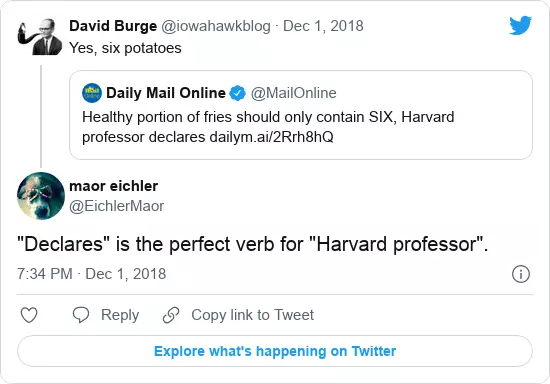 David Burge @iowahawkblog · Dec 1, 2018
Yes, six potatoes
Daily Mail Online @MailOnline
Healthy portion of fries should only contain SIX, Harvard
professor declares dailym.ai/2Rrh8hQ
maor eichler
@EichlerMaor
"Declares" is the perfect verb for "Harvard professor".
7:34 PM · Dec 1, 2018
Reply
Copy link to Tweet
Explore what's happening on Twitter